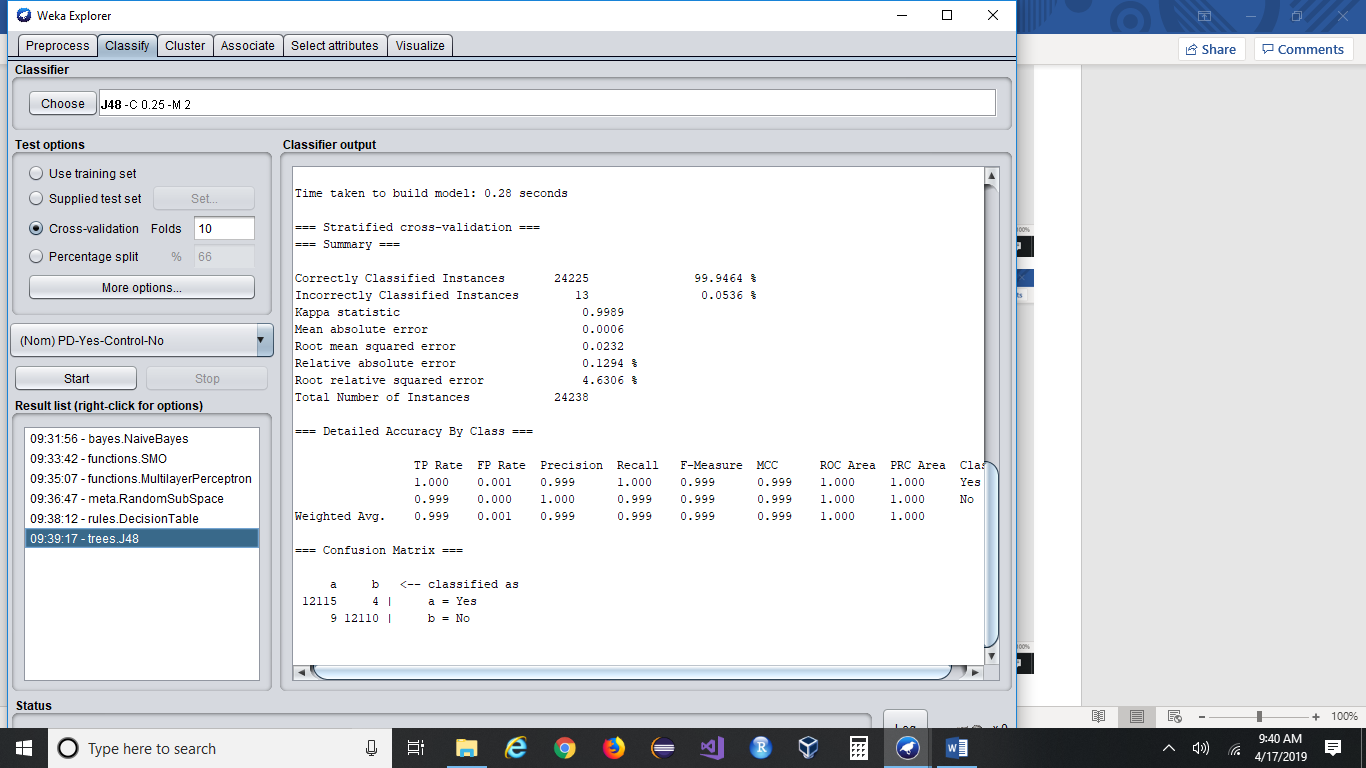 Weka Explorer
Preprocess Classify Cluster Associate Select attributes Visualize
Share Comments
Classifier
Choose J48 -C 0.25 -M 2
Test options
Use training set
Supplied test set Set...
Cross-validation Folds 10
Percentage split % 66
More options...
(Nom) PD-Yes-Control-No
Start Stop
Result list (right-click for options)
09:31:56 - bayes.NaiveBayes
09:33:42 - functions.SMO
09:35:07 - functions.MultilayerPerceptron
09:36:47 - meta.RandomSubSpace
09:38:12 - rules.DecisionTable
09:39:17 - trees.J48
Classifier output
Time taken to build model: 0.28 seconds
=== Stratified cross-validation ===
=== Summary ===
Correctly Classified Instances 24225 99.9464 %
Incorrectly Classified Instances 13 0.0536 %
Kappa statistic 0.9989
Mean absolute error 0.0006
Root mean squared error 0.0232
Relative absolute error 0.1294 %
Root relative squared error 4.6306 %
Total Number of Instances 24238
=== Detailed Accuracy By Class ===
TP Rate FP Rate Precision Recall F-Measure MCC ROC Area PRC Area Clas
1.000 0.001 0.999 1.000 0.999 0.999 1.000 1.000 Yes
0.999 0.000 1.000 0.999 0.999 0.999 1.000 1.000 No
Weighted Avg. 0.999 0.001 0.999 0.999 0.999 0.999 1.000 1.000
=== Confusion Matrix ===
a b <-- classified as
12115 4 | a = Yes
9 12110 | b = No
Status
Log x 0
100%
Type here to search
9:40 AM
4/17/2019